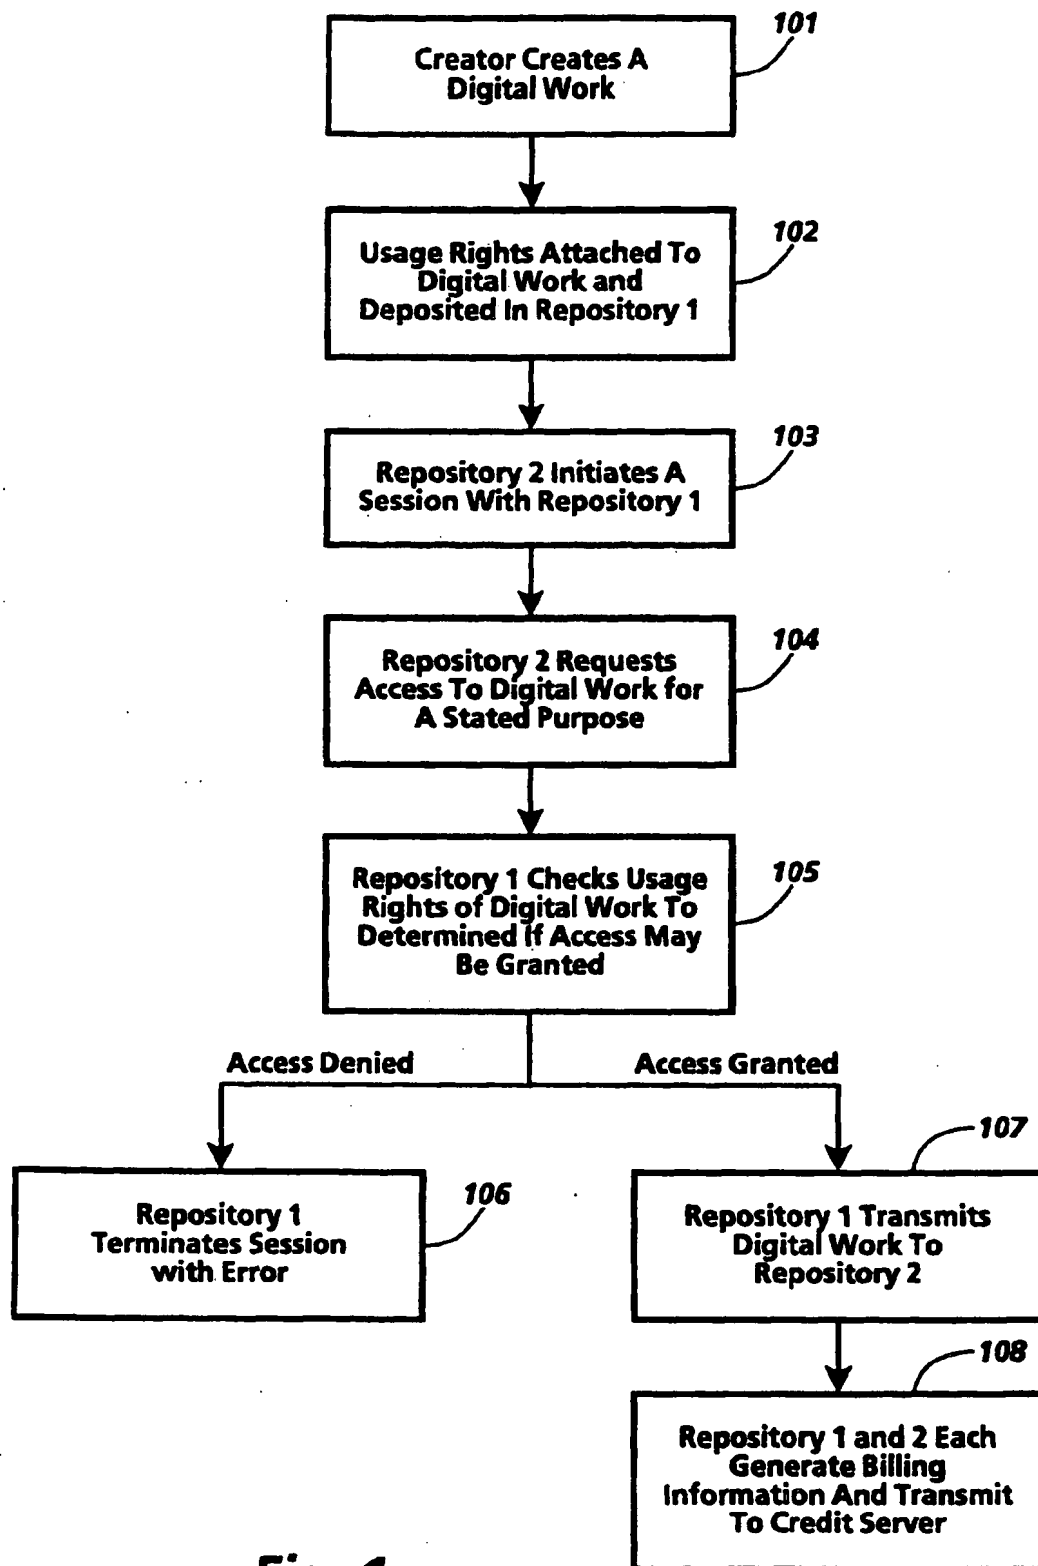 101
Creator Creates A
Digital Work
102
Usage Rights Attached To
Digital Work and
Deposited In Repository 1
103
Repository 2 Initiates A
Session With Repository 1
104
Repository 2 Requests
Access To Digital Work for
A Stated Purpose
105
Repository 1 Checks Usage
Rights of Digital Work To
Determined If Access May
Be Granted
Access Denied
Access Granted
106
Repository 1
Terminates Session
with Error
107
Repository 1 Transmits
Digital Work To
Repository 2
108
Repository 1 and 2 Each
Generate Billing
Information And Transmit
To Credit Server